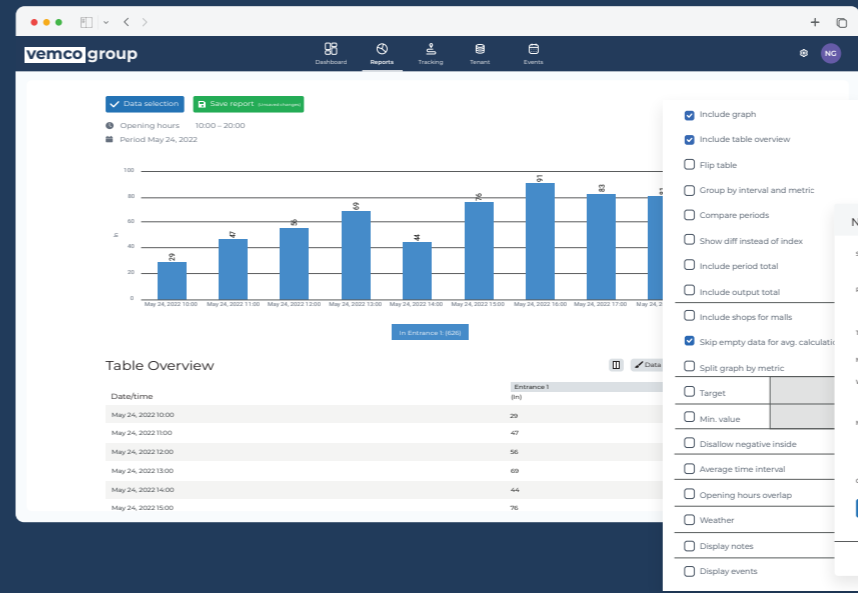 vemcogroup
Dashboard
Reports
Tracking
Tenant
Events
NG
Data selection
Save report (Unsaved changes)
Opening hours 10:00 – 20:00
Period May 24, 2022
100
80
60
40
20
0
In
29
47
56
69
44
76
91
83
May 24, 2022 10:00
May 24, 2022 11:00
May 24, 2022 12:00
May 24, 2022 13:00
May 24, 2022 14:00
May 24, 2022 15:00
May 24, 2022 16:00
May 24, 2022 17:00
May 24, 2
In Entrance 1: (626)
Table Overview
Data
Entrance 1
Date/time (In)
May 24, 2022 10:00 29
May 24, 2022 11:00 47
May 24, 2022 12:00 56
May 24, 2022 13:00 69
May 24, 2022 14:00 44
May 24, 2022 15:00 76
Include graph
Include table overview
Flip table
Group by interval and metric
Compare periods
Show diff instead of index
Include period total
Include output total
Include shops for malls
Skip empty data for avg. calculatio
Split graph by metric
Target
Min. value
Disallow negative inside
Average time interval
Opening hours overlap
Weather
Display notes
Display events
N